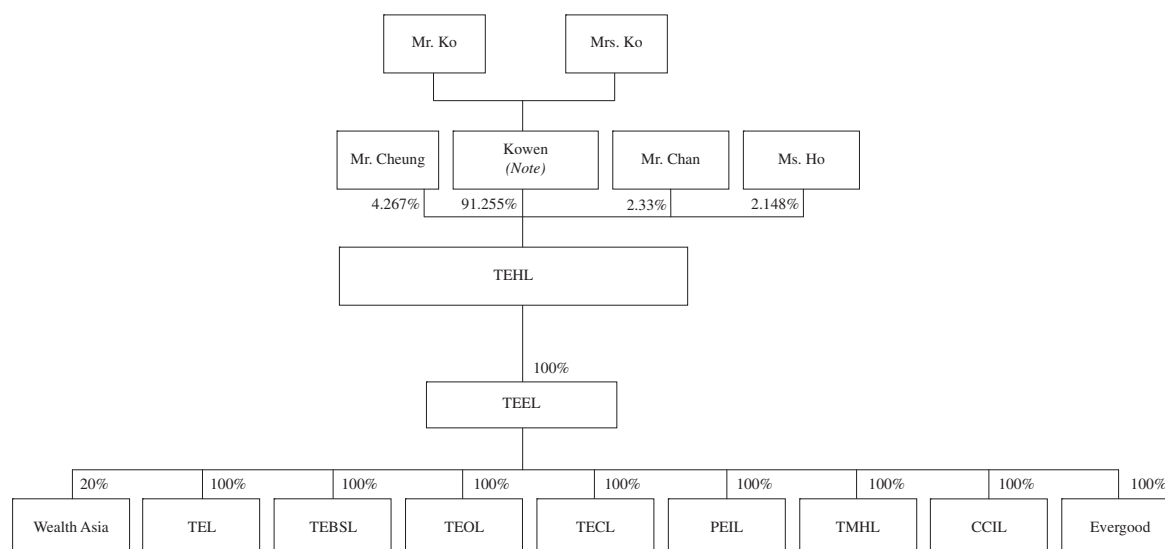 Mr. Ko
Mrs. Ko
Mr. Cheung
Kowen
(Note)
Mr. Chan
Ms. Ho
4.267%
91.255%
2.33%
2.148%
TEHL
100%
TEEL
20%
100%
100%
100%
100%
100%
100%
100%
100%
Wealth Asia
TEL
TEBSL
TEOL
TECL
PEIL
TMHL
CCIL
Evergood